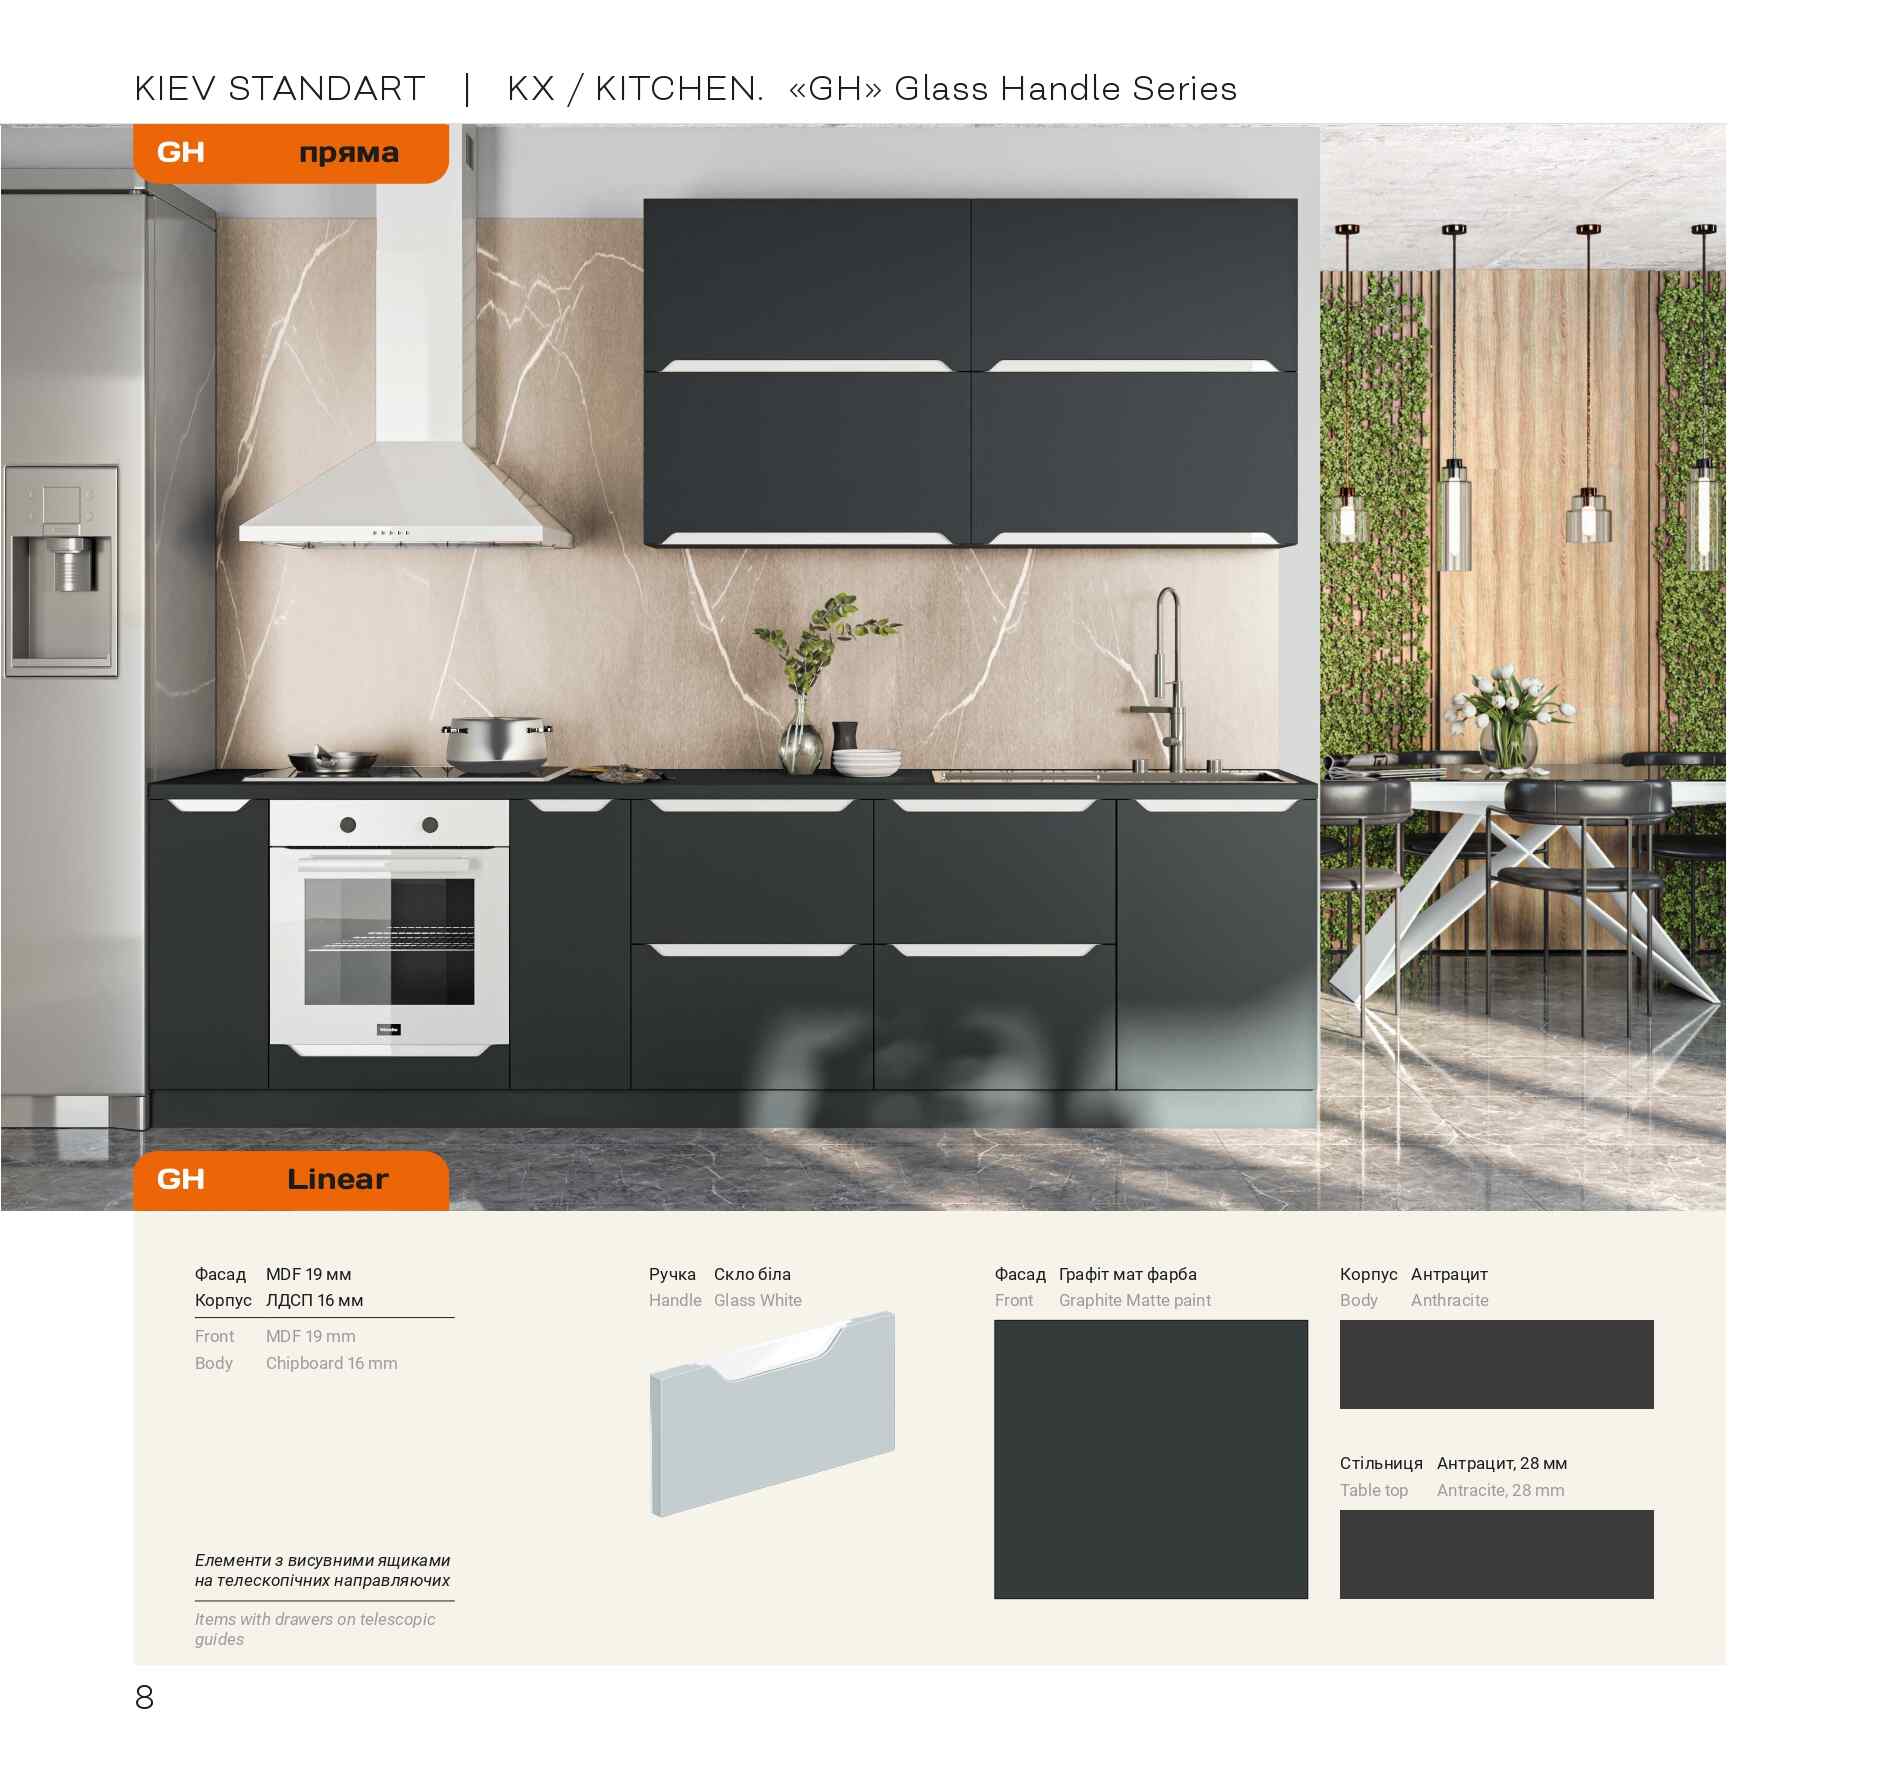 KIEV STANDART | KX / KITCHEN. «GH» Glass Handle Series
GH пряма
GH Linear
Фасад MDF 19 мм
Корпус ЛДСП 16 мм
Front MDF 19 mm
Body Chipboard 16 mm
Елементи з висувними ящиками
на телескопічних направляючих
Items with drawers on telescopic
guides
Ручка Скло біла
Handle Glass White
Фасад Графіт мат фарба
Front Graphite Matte paint
Корпус Антрацит
Body Anthracite
Стільниця Антрацит, 28 мм
Table top Antracite, 28 mm
8